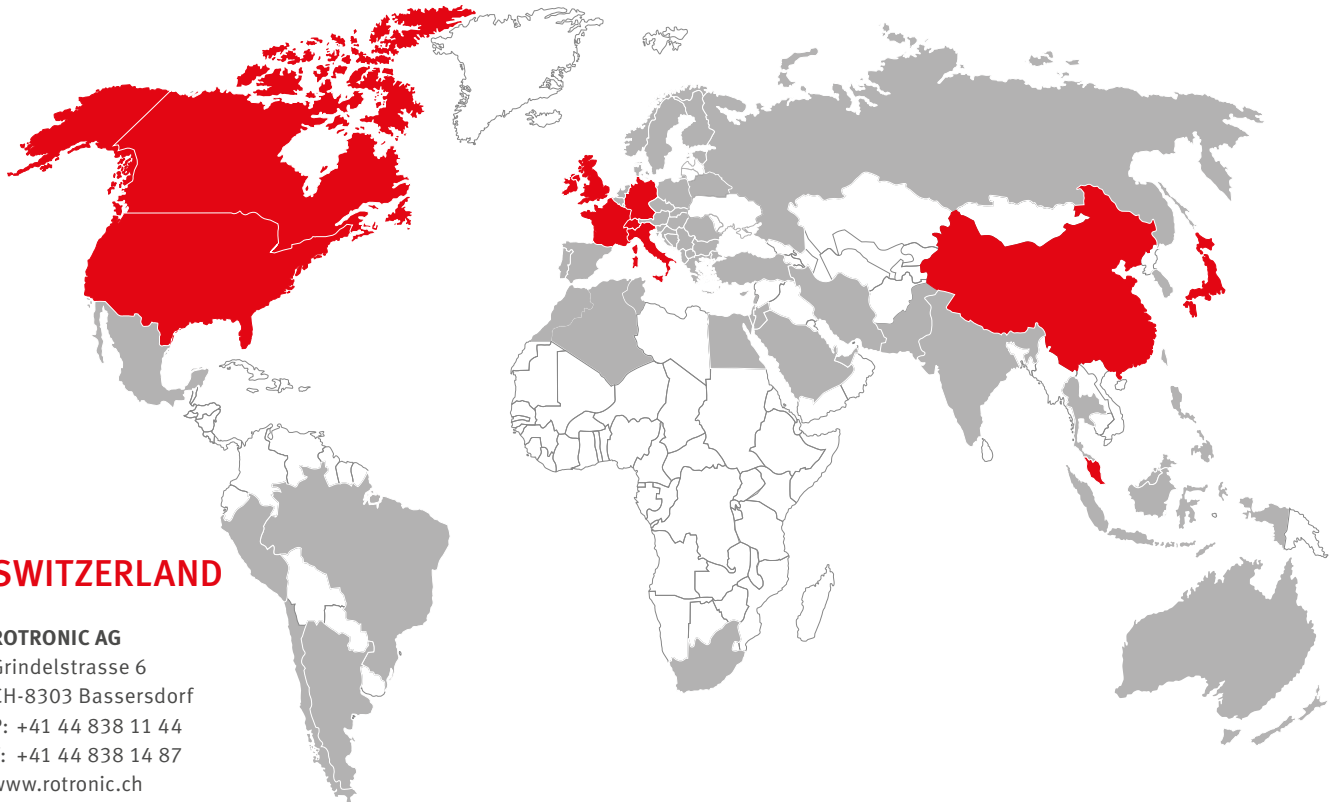 SWITZERLAND
ROTRONIC AG
Grindelstrasse 6
CH-8303 Bassersdorf
P: +41 44 838 11 44
: +41 44 838 14 87
www.rotronic.ch